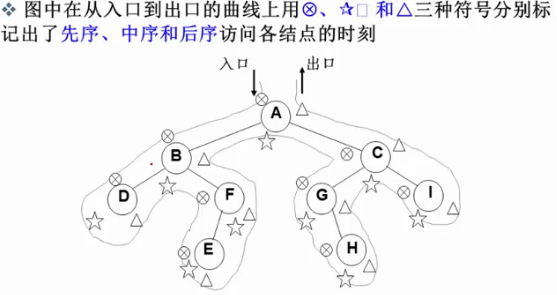 ❖ 图中在从入口到出口的曲线上用⊗、☆□ 和△三种符号分别标
记出了先序、中序和后序访问各结点的时刻
入口 出口
A
B C
D F G I
E H